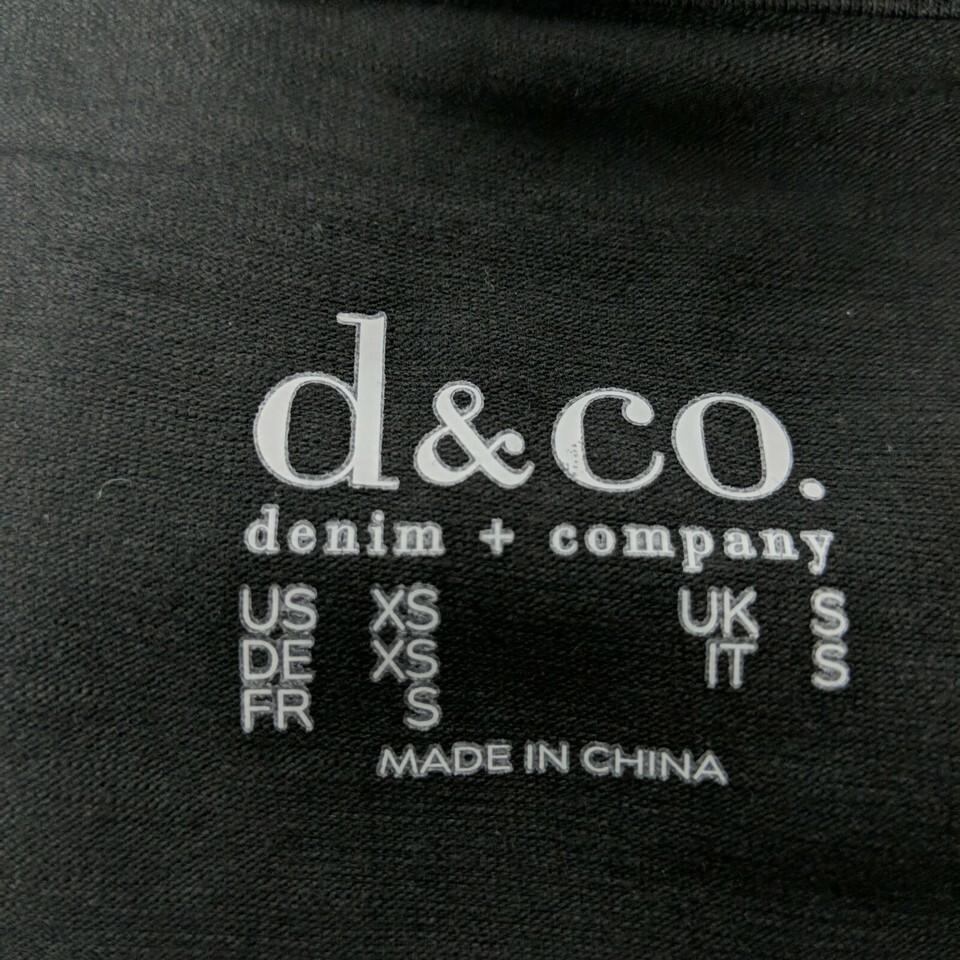 d&co.
denim + company
US XS UK S
DE XS IT S
FR S
MADE IN CHINA